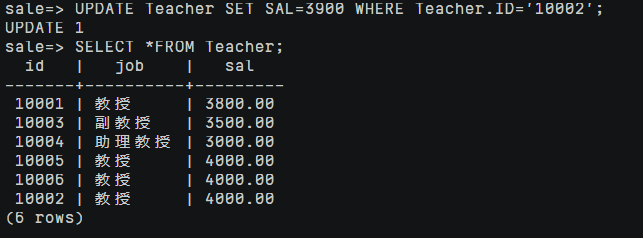 sale=> UPDATE Teacher SET SAL=3900 WHERE Teacher.ID='10002';
UPDATE 1
sale=> SELECT *FROM Teacher;
  id   |   job    |   sal
-------+----------+---------
 10001 | 教授     | 3800.00
 10003 | 副教授   | 3500.00
 10004 | 助理教授 | 3000.00
 10005 | 教授     | 4000.00
 10006 | 教授     | 4000.00
 10002 | 教授     | 4000.00
(6 rows)